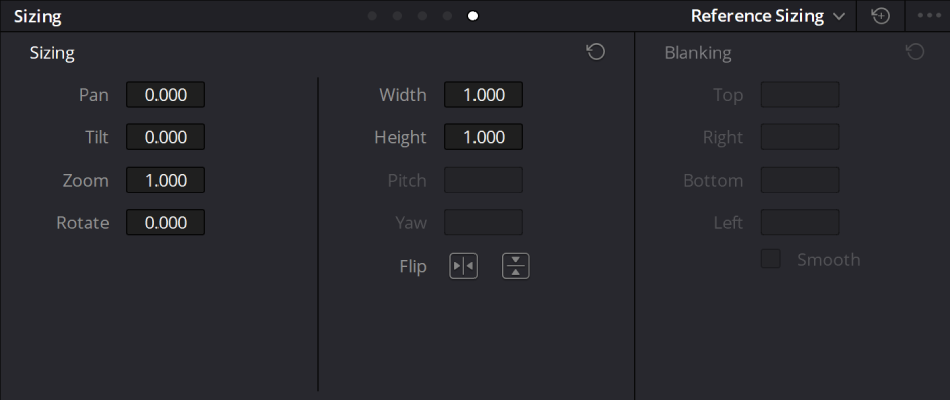 Sizing
Reference Sizing
Sizing
Blanking
Pan 0.000
Width 1.000
Top
Tilt 0.000
Height 1.000
Right
Zoom 1.000
Pitch
Bottom
Rotate 0.000
Yaw
Left
Flip
Smooth